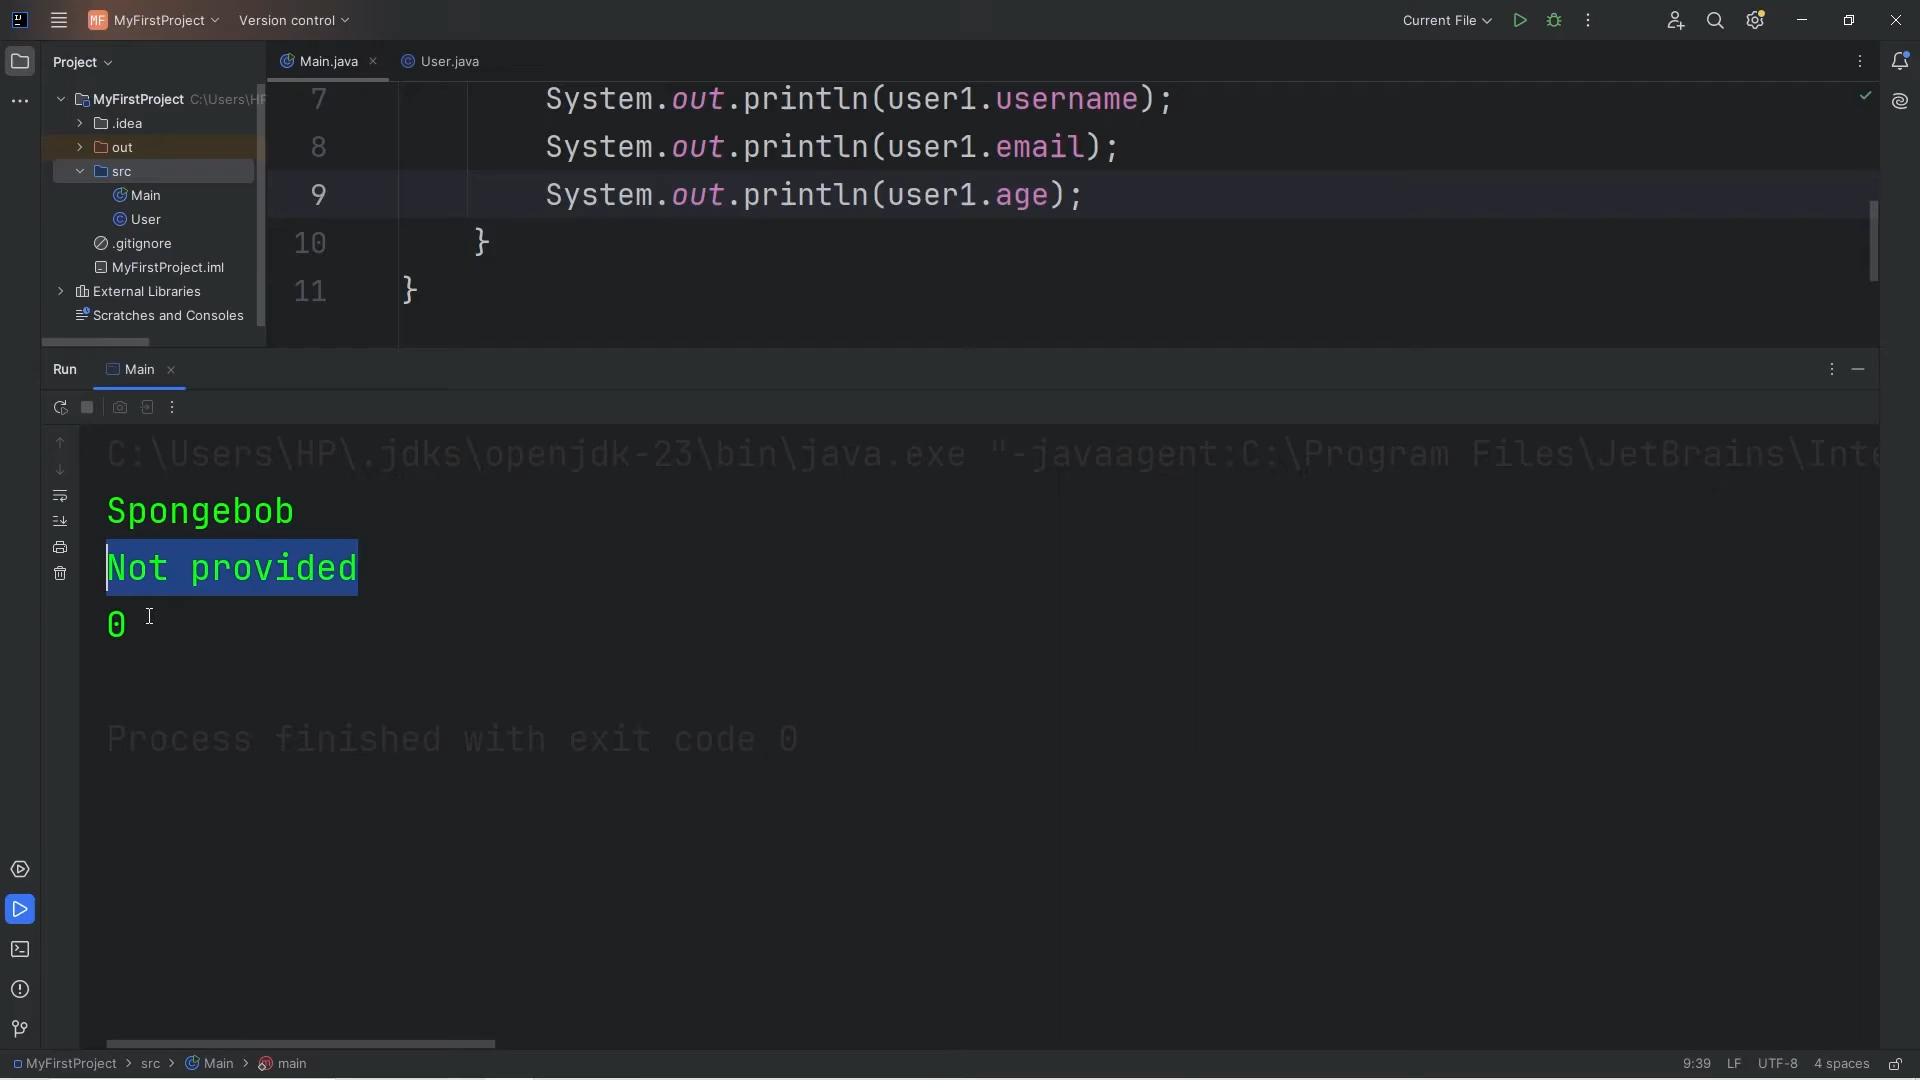 MF MyFirstProject Version control Current File
Project Main.java User.java
MyFirstProject C:\Users\HP
.idea
out
src
Main
User
.gitignore
MyFirstProject.iml
External Libraries
Scratches and Consoles
7 System.out.println(user1.username);
8 System.out.println(user1.email);
9 System.out.println(user1.age);
10 }
11 }
Run Main
C:\Users\HP\.jdks\openjdk-23\bin\java.exe "-javaagent:C:\Program Files\JetBrains\Inte
Spongebob
Not provided
0
Process finished with exit code 0
MyFirstProject > src > Main > main 9:39 LF UTF-8 4 spaces